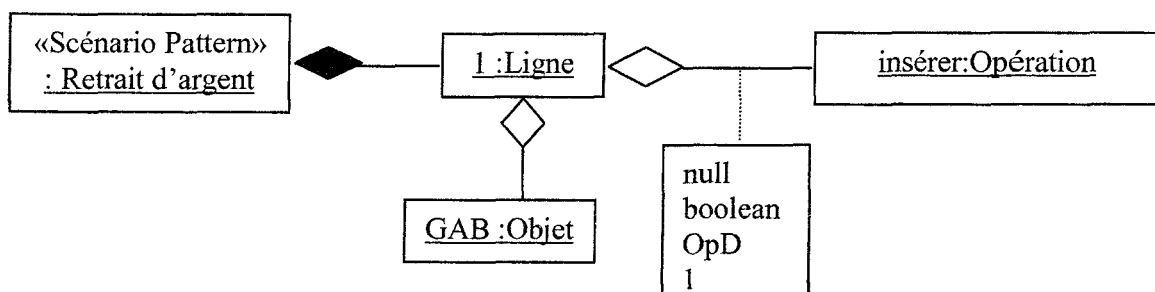 «Scénario Pattern»
: Retrait d'argent
1 :Ligne
insérer:Opération
GAB :Objet
null
boolean
OpD
1